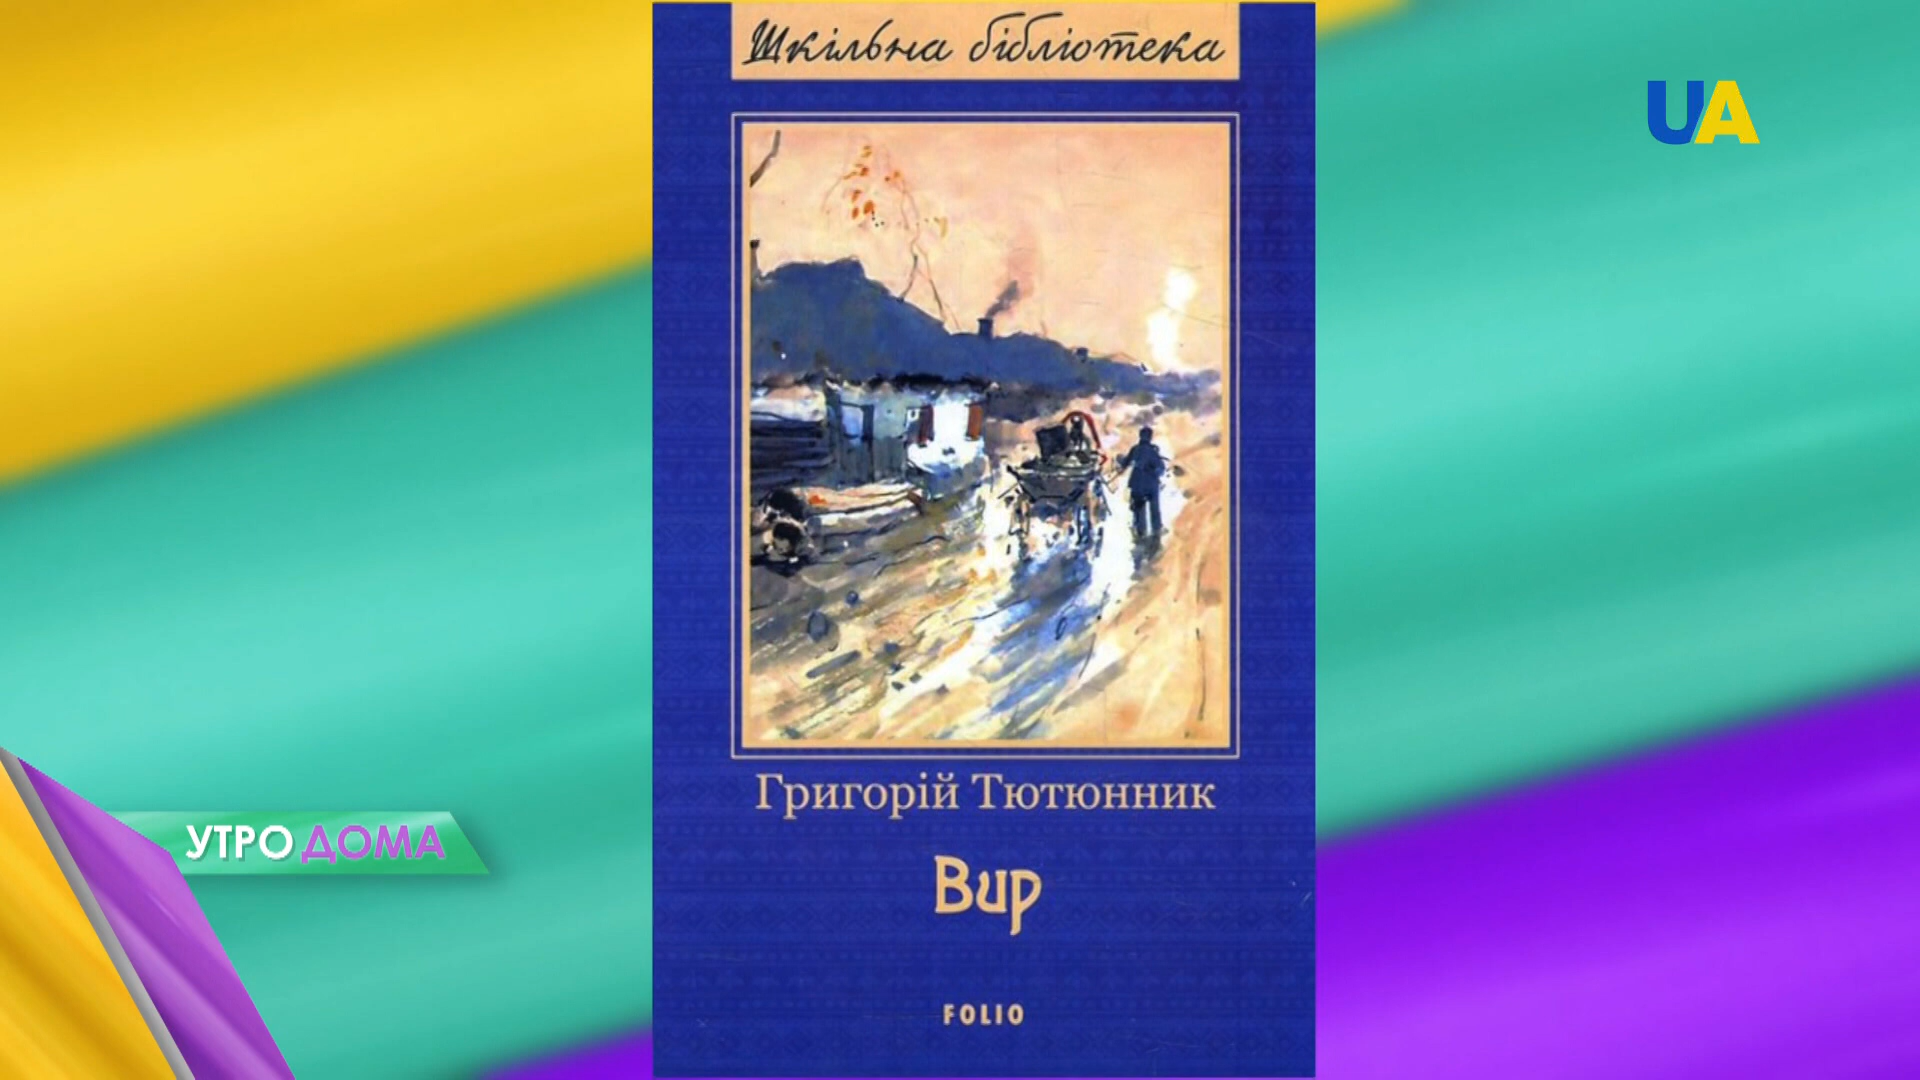 Шкільна бібліотека
UA
Григорій Тютюнник
УТРО ДОМА
Вир
FOLIO